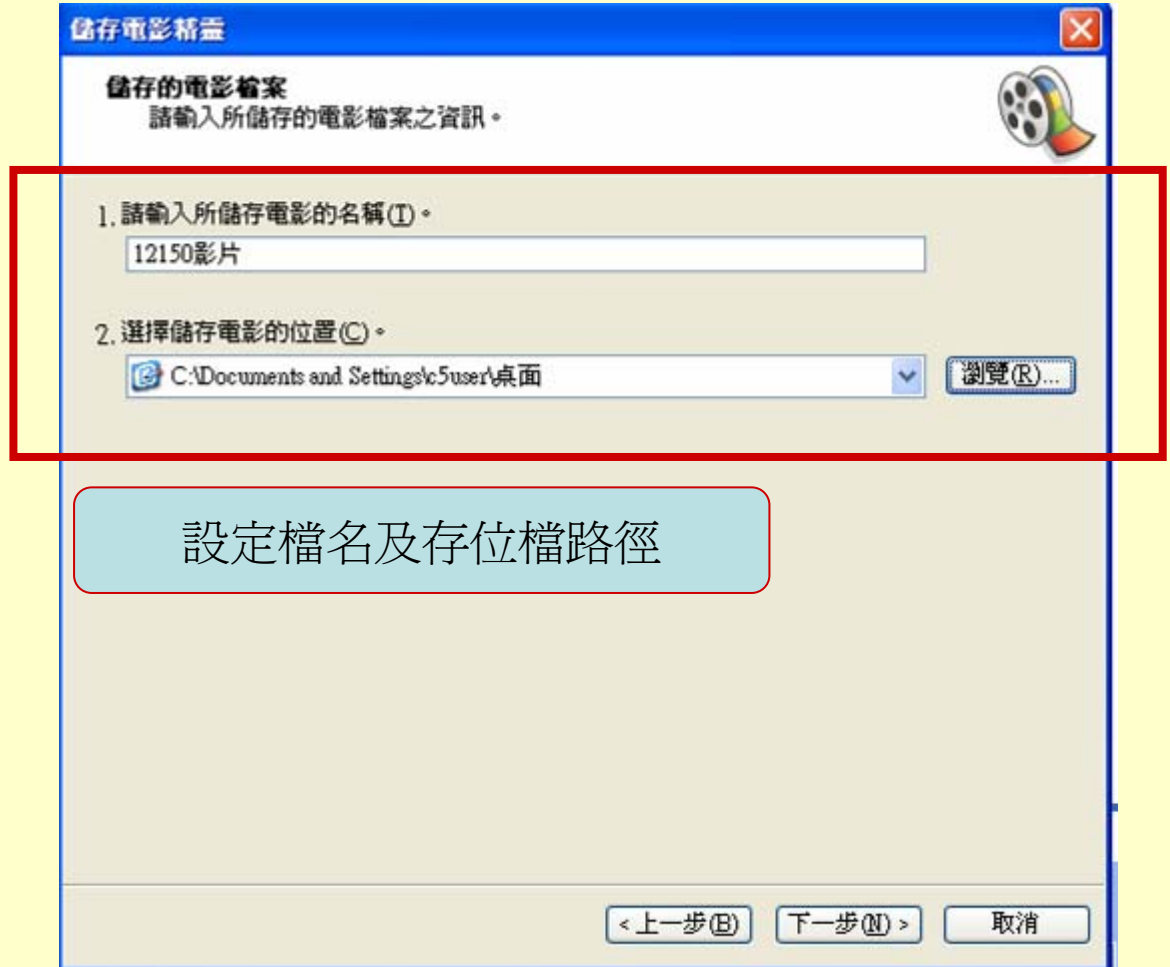 儲存電影精靈
儲存的電影檔案
請輸入所儲存的電影檔案之資訊。
1. 請輸入所儲存電影的名稱(T)。
12150影片
2. 選擇儲存電影的位置(C)。
C:\Documents and Settings\c5user\桌面
瀏覽(R)...
設定檔名及存位檔路徑
< 上一步(B)
下一步(N) >
取消